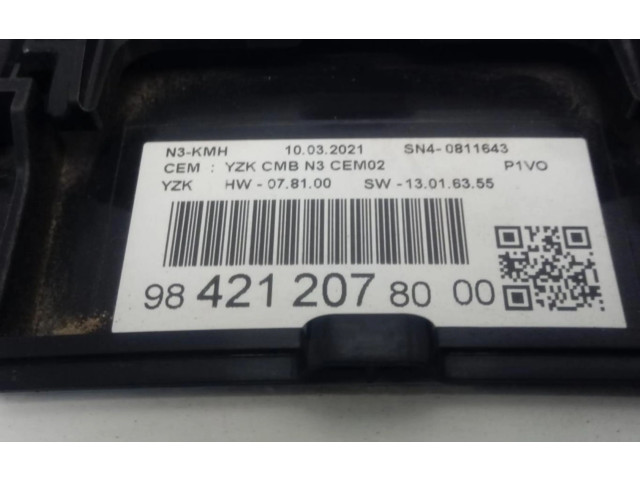 N3-KMH 10.03.2021 SN4-0811643
CEM : YZK CMB N3 CEM02 P1VO
YZK HW-07.81.00 SW-13.01.63.55
98 421 207 80 00